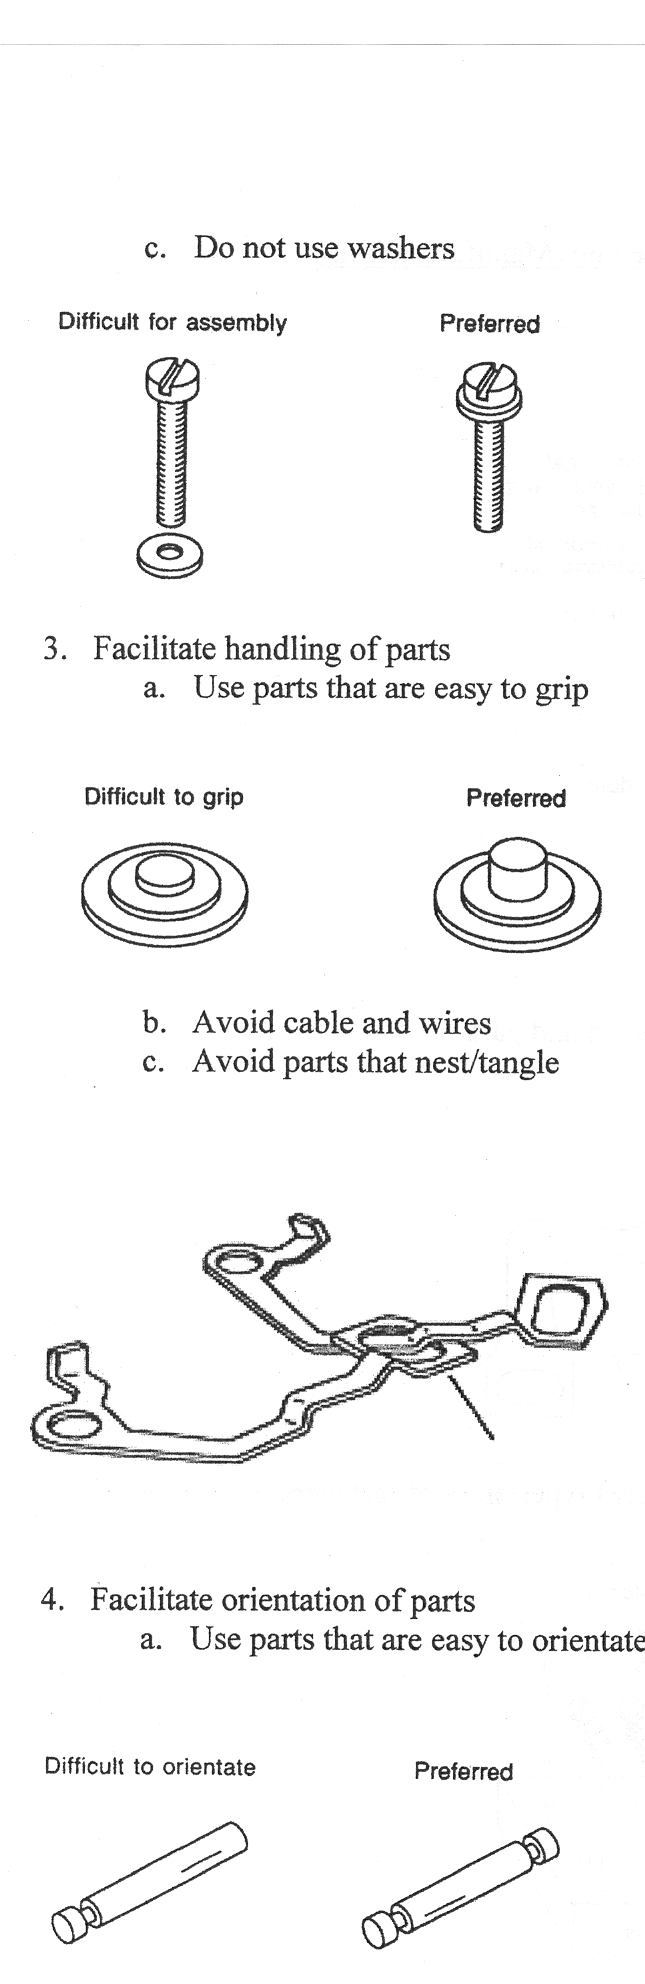 c. Do not use washers
Difficult for assembly Preferred
3. Facilitate handling of parts
a. Use parts that are easy to grip
Difficult to grip Preferred
b. Avoid cable and wires
c. Avoid parts that nest/tangle
4. Facilitate orientation of parts
a. Use parts that are easy to orientate
Difficult to orientate Preferred